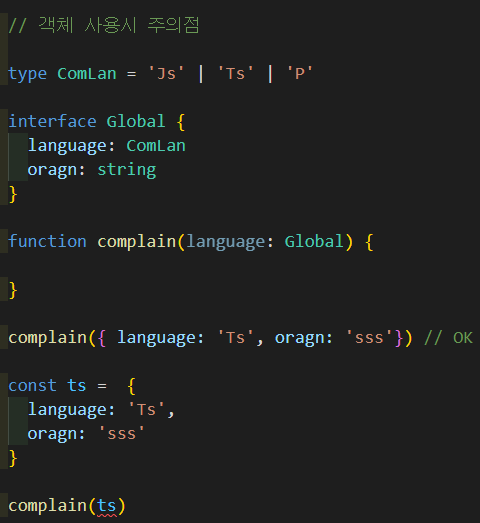 // 객체 사용시 주의점
type ComLan = 'Js' | 'Ts' | 'P'
interface Global {
language: ComLan
oragn: string
}
function complain(language: Global) {
}
complain({ language: 'Ts', oragn: 'sss'}) // OK
const ts =  {
language: 'Ts',
oragn: 'sss'
}
complain(ts)